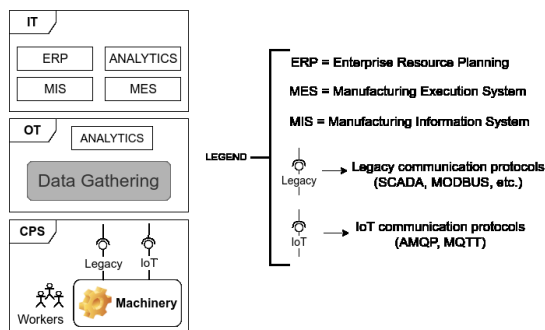 IT
ERP
ANALYTICS
MIS
MES
OT
ANALYTICS
Data Gathering
CPS
Legacy
IoT
Workers
Machinery
LEGEND
ERP = Enterprise Resource Planning
MES = Manufacturing Execution System
MIS = Manufacturing Information System
Legacy
Legacy communication protocols
(SCADA, MODBUS, etc.)
IoT
IoT communication protocols
(AMQP, MQTT)